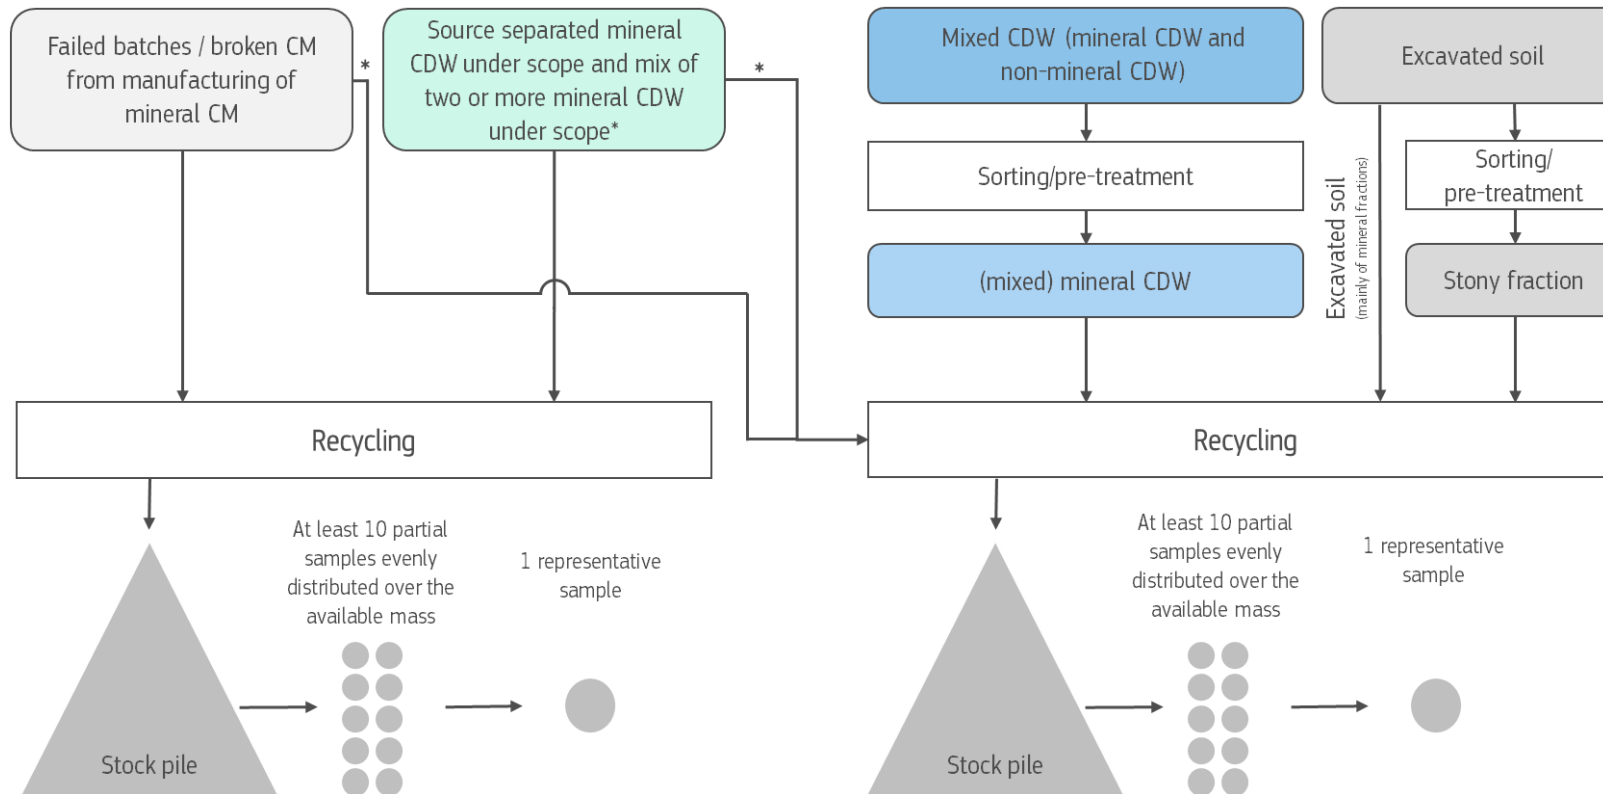 Failed batches / broken CM
from manufacturing of
mineral CM
*
Source separated mineral
CDW under scope and mix of
two or more mineral CDW
under scope*
*
Mixed CDW (mineral CDW and
non-mineral CDW)
Excavated soil
Sorting/pre-treatment
Sorting/
pre-treatment
Excavated soil
(mainly of mineral fractions)
(mixed) mineral CDW
Stony fraction
Recycling
Recycling
At least 10 partial
samples evenly
distributed over the
available mass
1 representative
sample
Stock pile
At least 10 partial
samples evenly
distributed over the
available mass
1 representative
sample
Stock pile